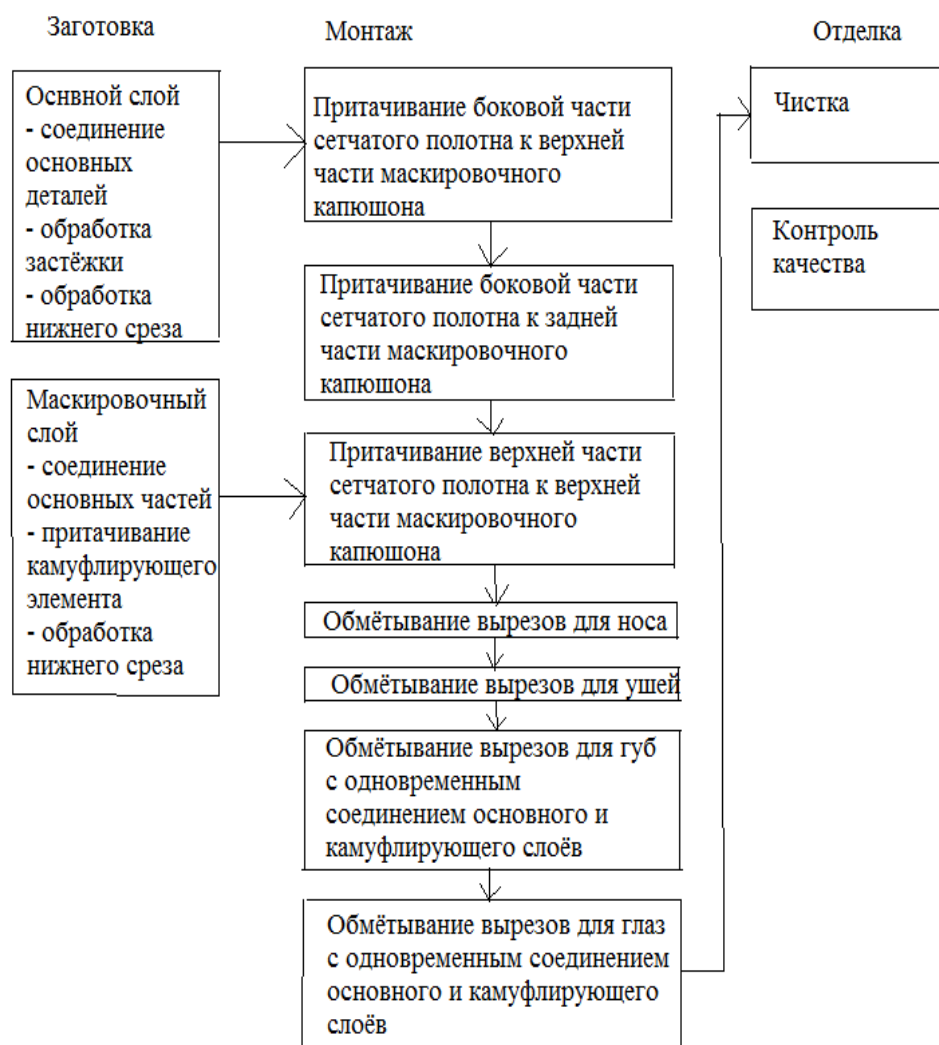 Заготовка
Монтаж
Отделка
Оснвной слой
- соединение
основных
деталей
- обработка
застёжки
- обработка
нижнего среза
Маскировочный
слой
- соединение
основных частей
- притачивание
камуфлирующего
элемента
- обработка
нижнего среза
Притачивание боковой части
сетчатого полотна к верхней
части маскировочного
капюшона
Притачивание боковой части
сетчатого полотна к задней
части маскировочного
капюшона
Притачивание верхней части
сетчатого полотна к верхней
части маскировочного
капюшона
Обмётывание вырезов для носа
Обмётывание вырезов для ушей
Обмётывание вырезов для губ
с одновременным
соединением основного и
камуфлирующего слоёв
Обмётывание вырезов для глаз
с одновременным соединением
основного и камуфлирующего
слоёв
Чистка
Контроль
качества